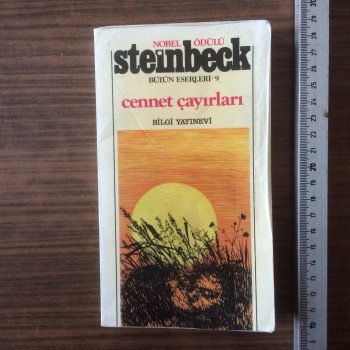 NOBEL ÖDÜLÜ
steinbeck
BÜTÜN ESERLERİ: 9
cennet çayırları
BİLGİ YAYINEVİ